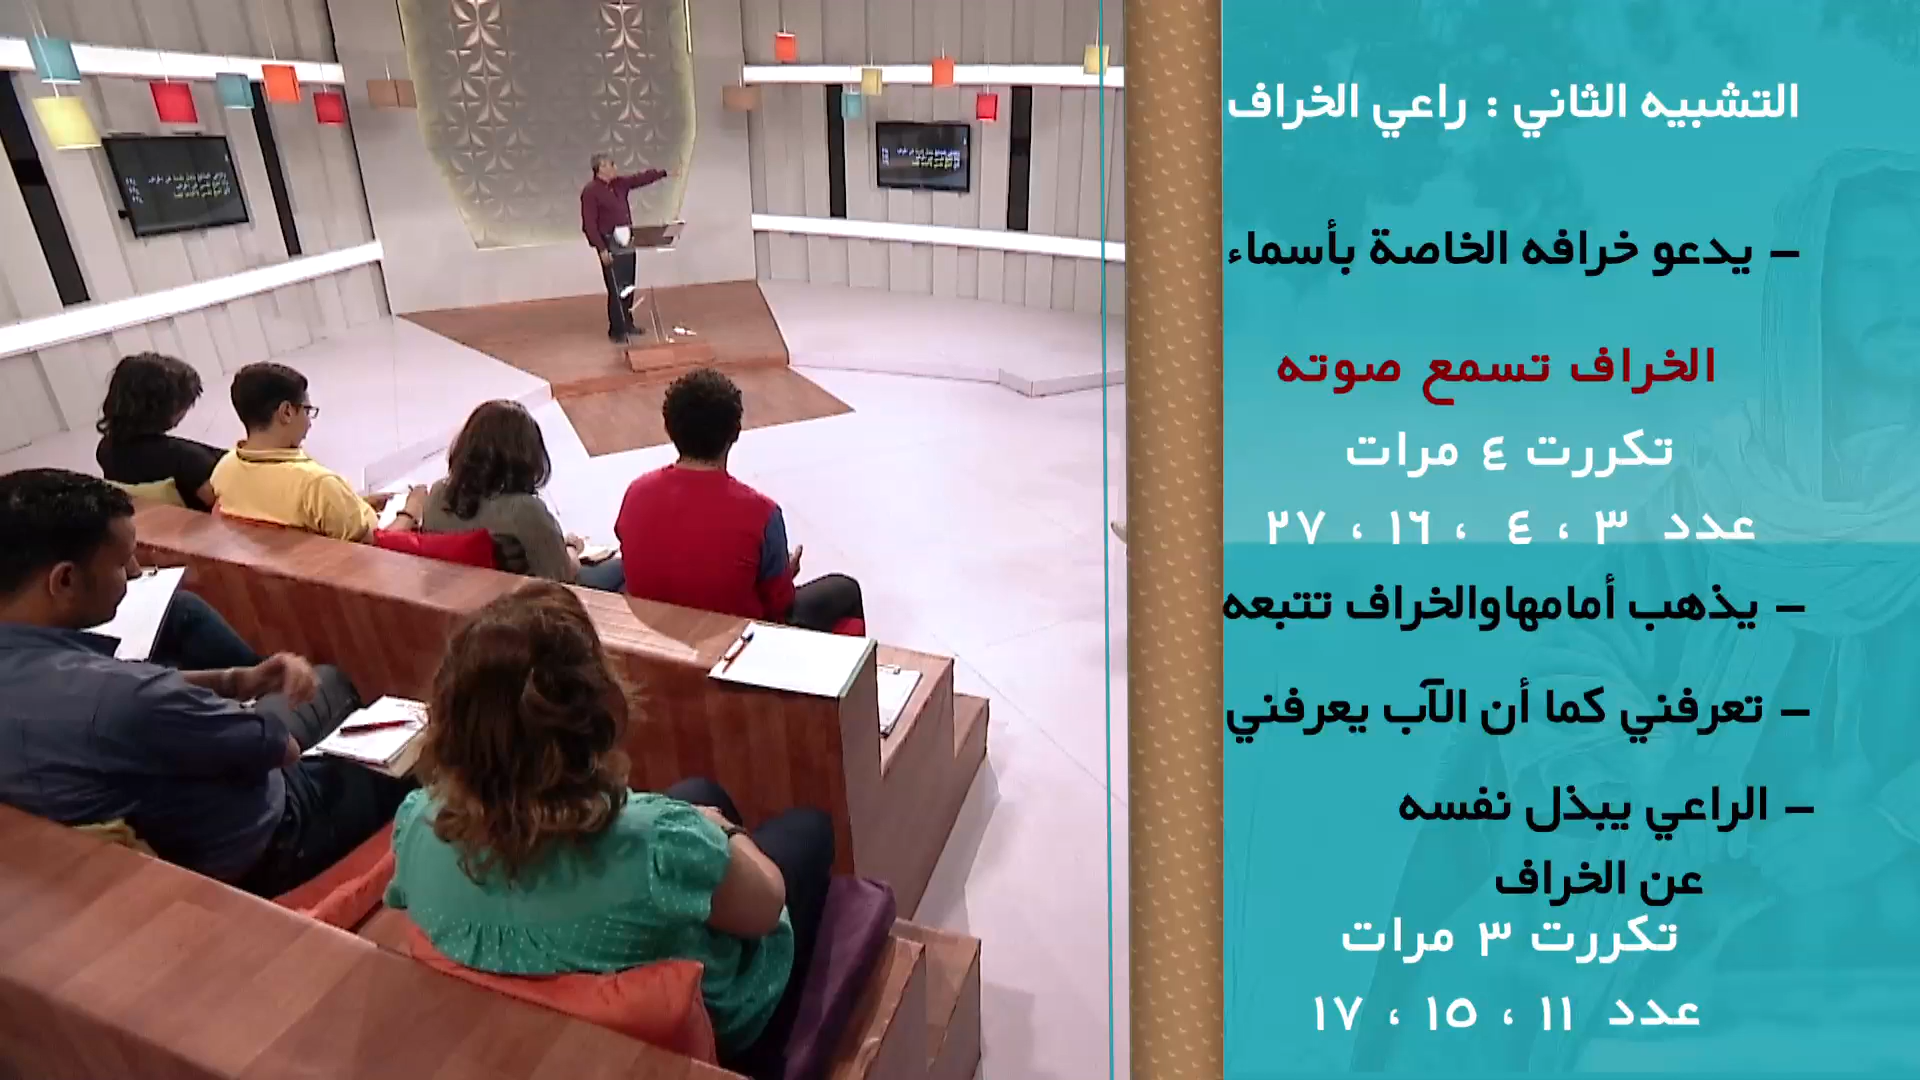 التشبيه الثاني : راعي الخراف
– يدعو خرافه الخاصة بأسماء
الخراف تسمع صوته
تكررت ٤ مرات
عدد ٣ ، ٤ ، ١٦ ، ٢٧
– يذهب أمامهاوالخراف تتبعه
– تعرفني كما أن الآب يعرفني
– الراعي يبذل نفسه
عن الخراف
تكررت ٣ مرات
عدد ١١ ، ١٥ ، ١٧